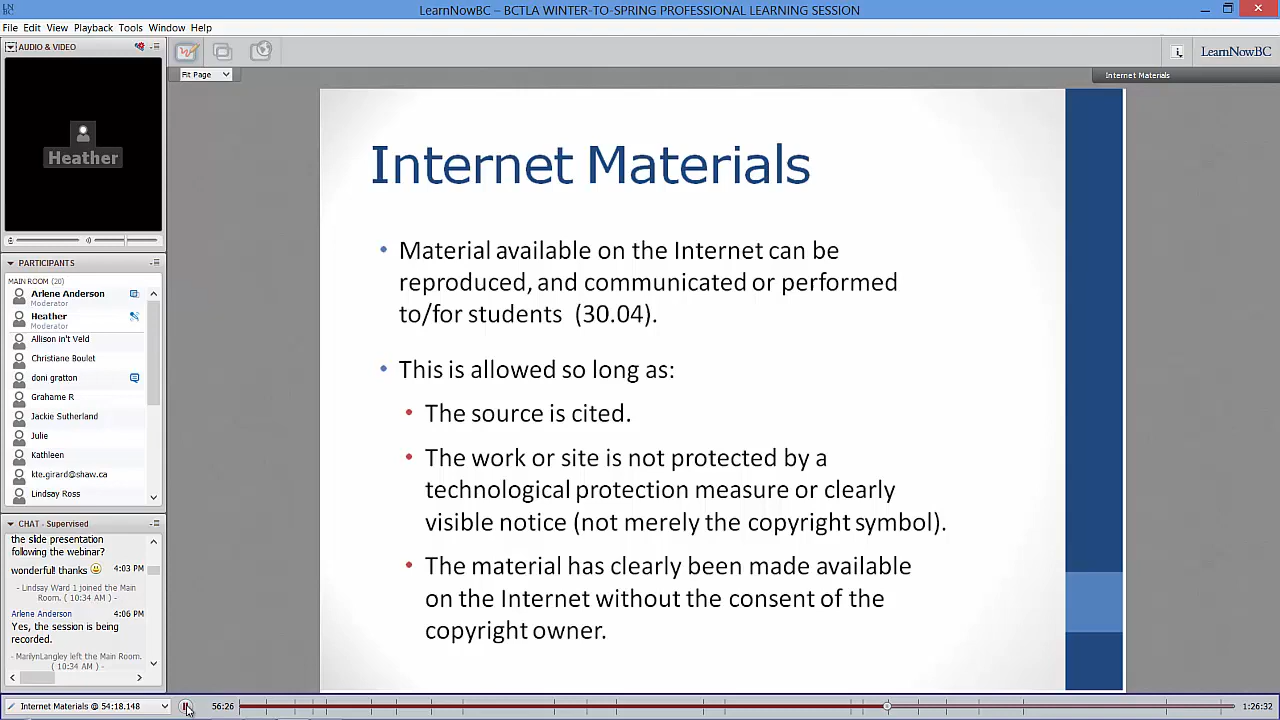 LN
BC
LearnNowBC – BCTLA WINTER-TO-SPRING PROFESSIONAL LEARNING SESSION
File Edit View Playback Tools Window Help
AUDIO & VIDEO
LearnNowBC
Fit Page
Internet Materials
Heather
PARTICIPANTS
MAIN ROOM (20)
Arlene Anderson
Moderator
Heather
Moderator
Allison in't Veld
Christiane Boulet
doni gratton
Grahame R
Jackie Sutherland
Julie
Kathleen
kte.girard@shaw.ca
Lindsay Ross
CHAT - Supervised
the slide presentation
following the webinar?
wonderful! thanks 4:03 PM
- Lindsay Ward 1 joined the Main
Room. ( 10:34 AM ) -
Arlene Anderson 4:06 PM
Yes, the session is being
recorded.
- MarilynLangley left the Main Room.
( 10:34 AM ) -
Internet Materials
• Material available on the Internet can be
reproduced, and communicated or performed
to/for students (30.04).
• This is allowed so long as:
• The source is cited.
• The work or site is not protected by a
technological protection measure or clearly
visible notice (not merely the copyright symbol).
• The material has clearly been made available
on the Internet without the consent of the
copyright owner.
Internet Materials @ 54:18.148
56:26
1:26:32